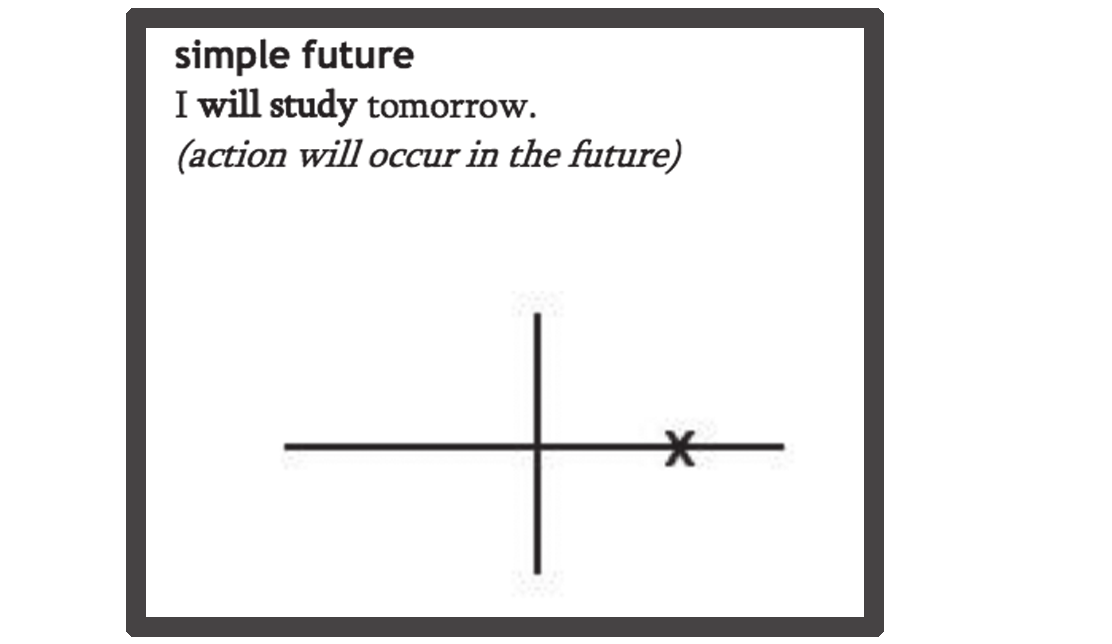 simple future
I will study tomorrow.
(action will occur in the future)
X